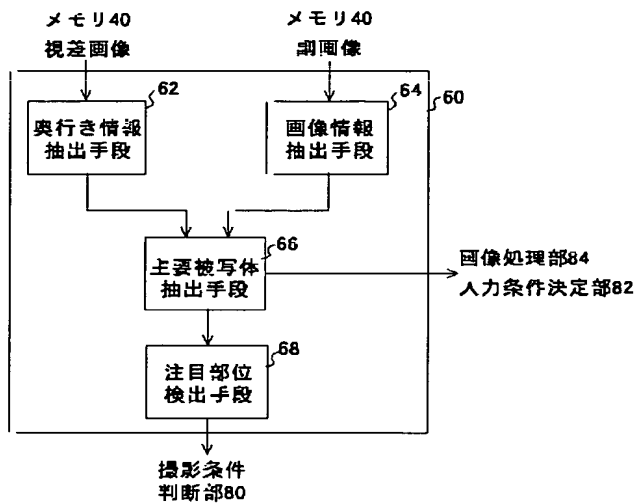 メモリ40
視差画像
メモリ40
副画像
62
64
60
奥行き情報
抽出手段
画像情報
抽出手段
66
主要被写体
抽出手段
画像処理部84
入力条件決定部82
68
注目部位
検出手段
撮影条件
判断部80